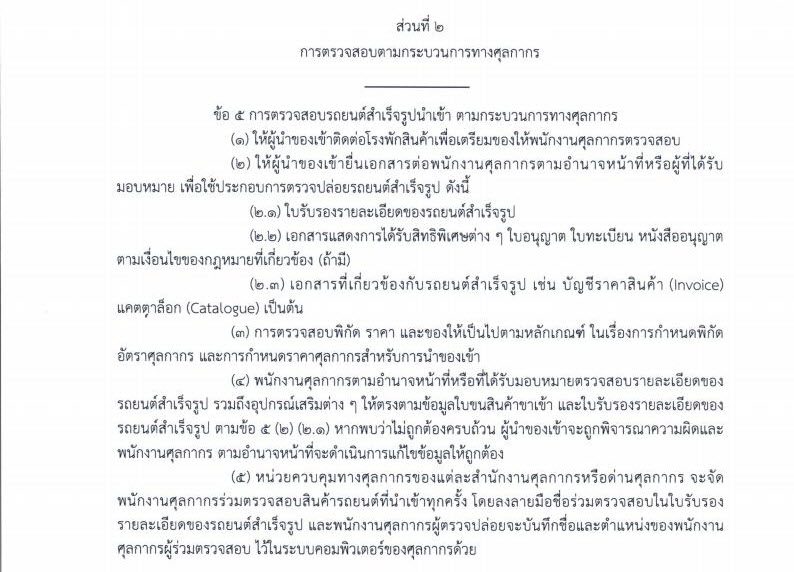 ส่วนที่ ๒
การตรวจสอบตามกระบวนการทางศุลกากร
ข้อ ๕ การตรวจสอบรถยนต์สำเร็จรูปนำเข้า ตามกระบวนการทางศุลกากร
(๑) ให้ผู้นำของเข้าติดต่อโรงพักสินค้าเพื่อเตรียมของให้พนักงานศุลกากรตรวจสอบ
(๒) ให้ผู้นำของเข้ายื่นเอกสารต่อพนักงานศุลกากรตามอำนาจหน้าที่หรือผู้ที่ได้รับ
มอบหมาย เพื่อใช้ประกอบการตรวจปล่อยรถยนต์สำเร็จรูป ดังนี้
(๒.๑) ใบรับรองรายละเอียดของรถยนต์สำเร็จรูป
(๒.๒) เอกสารแสดงการได้รับสิทธิพิเศษต่าง ๆ ใบอนุญาต ใบทะเบียน หนังสืออนุญาต
ตามเงื่อนไขของกฎหมายที่เกี่ยวข้อง (ถ้ามี)
(๒.๓) เอกสารที่เกี่ยวข้องกับรถยนต์สำเร็จรูป เช่น บัญชีราคาสินค้า (Invoice)
แคตตาล็อก (Catalogue) เป็นต้น
(๓) การตรวจสอบพิกัด ราคา และของให้เป็นไปตามหลักเกณฑ์ ในเรื่องการกำหนดพิกัด
อัตราศุลกากร และการกำหนดราคาศุลกากรสำหรับการนำของเข้า
(๔) พนักงานศุลกากรตามอำนาจหน้าที่หรือที่ได้รับมอบหมายตรวจสอบรายละเอียดของ
รถยนต์สำเร็จรูป รวมถึงอุปกรณ์เสริมต่าง ๆ ให้ตรงตามข้อมูลใบขนสินค้าขาเข้า และใบรับรองรายละเอียดของ
รถยนต์สำเร็จรูป ตามข้อ ๕ (๒) (๒.๑) หากพบว่าไม่ถูกต้องครบถ้วน ผู้นำของเข้าจะถูกพิจารณาความผิดและ
พนักงานศุลกากร ตามอำนาจหน้าที่จะดำเนินการแก้ไขข้อมูลให้ถูกต้อง
(๕) หน่วยควบคุมทางศุลกากรของแต่ละสำนักงานศุลกากรหรือด่านศุลกากร จะจัด
พนักงานศุลกากรร่วมตรวจสอบสินค้ารถยนต์ที่นำเข้าทุกครั้ง โดยลงลายมือชื่อร่วมตรวจสอบในใบรับรอง
รายละเอียดของรถยนต์สำเร็จรูป และพนักงานศุลกากรผู้ตรวจปล่อยจะบันทึกชื่อและตำแหน่งของพนักงาน
ศุลกากรผู้ร่วมตรวจสอบ ไว้ในระบบคอมพิวเตอร์ของศุลกากรด้วย